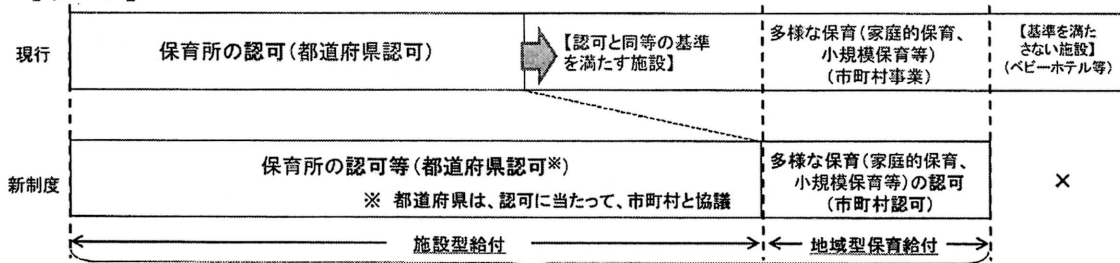 現行
保育所の認可(都道府県認可)
【認可と同等の基準
を満たす施設】
多様な保育(家庭的保育、
小規模保育等)
(市町村事業)
【基準を満た
さない施設】
(ベビーホテル等)
新制度
保育所の認可等(都道府県認可※)
※ 都道府県は、認可に当たって、市町村と協議
多様な保育(家庭的保育、
小規模保育等)の認可
(市町村認可)
×
施設型給付
地域型保育給付